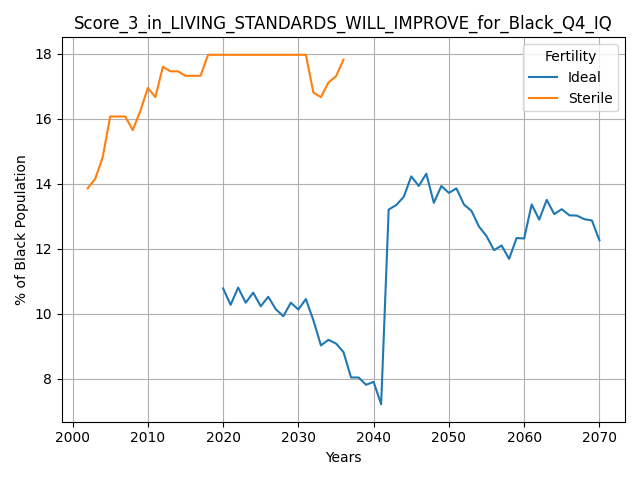 Score_3_in_LIVING_STANDARDS_WILL_IMPROVE_for_Black_Q4_IQ
Fertility
Ideal
Sterile
% of Black Population
18
16
14
12
10
8
2000 2010 2020 2030 2040 2050 2060 2070
Years